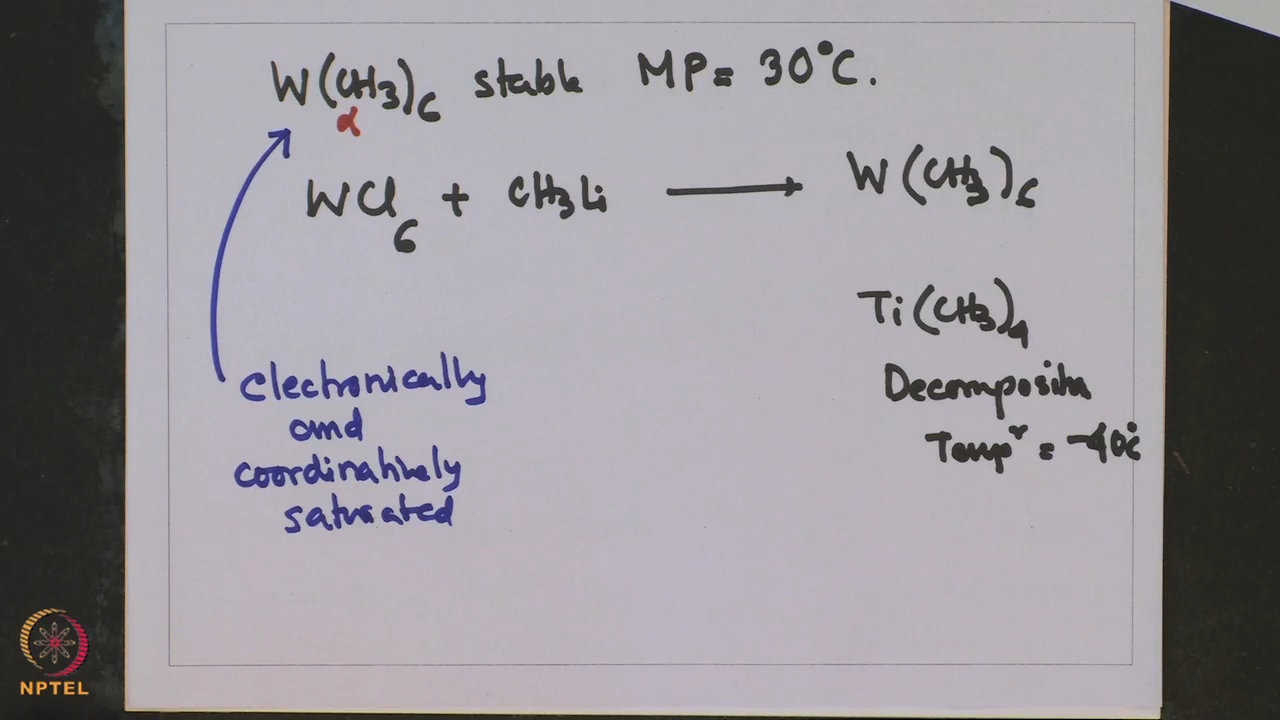 W(CH3)6 stable MP = 30°C.
α
WCl6 + CH3Li ⟶ W(CH3)6
Ti(CH3)4
Decomposition
Tempr = -40°C
electronically
and
coordinatively
saturated
NPTEL